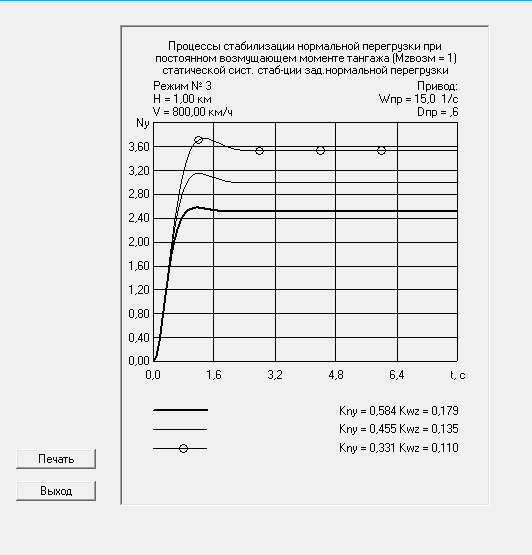 Процессы стабилизации нормальной перегрузки при
постоянном возмущающем моменте тангажа (Mzвозм = 1)
статической сист. стаб-ции зад.нормальной перегрузки
Режим № 3 Привод:
H = 1,00 км Wпр = 15,0 1/с
V = 800,00 км/ч Dпр = ,6
Ny
3,60
3,20
2,80
2,40
2,00
1,60
1,20
0,80
0,40
0,00
0,0 1,6 3,2 4,8 6,4 t, с
Kny = 0,584 Kwz = 0,179
Kny = 0,455 Kwz = 0,135
Kny = 0,331 Kwz = 0,110
Печать
Выход